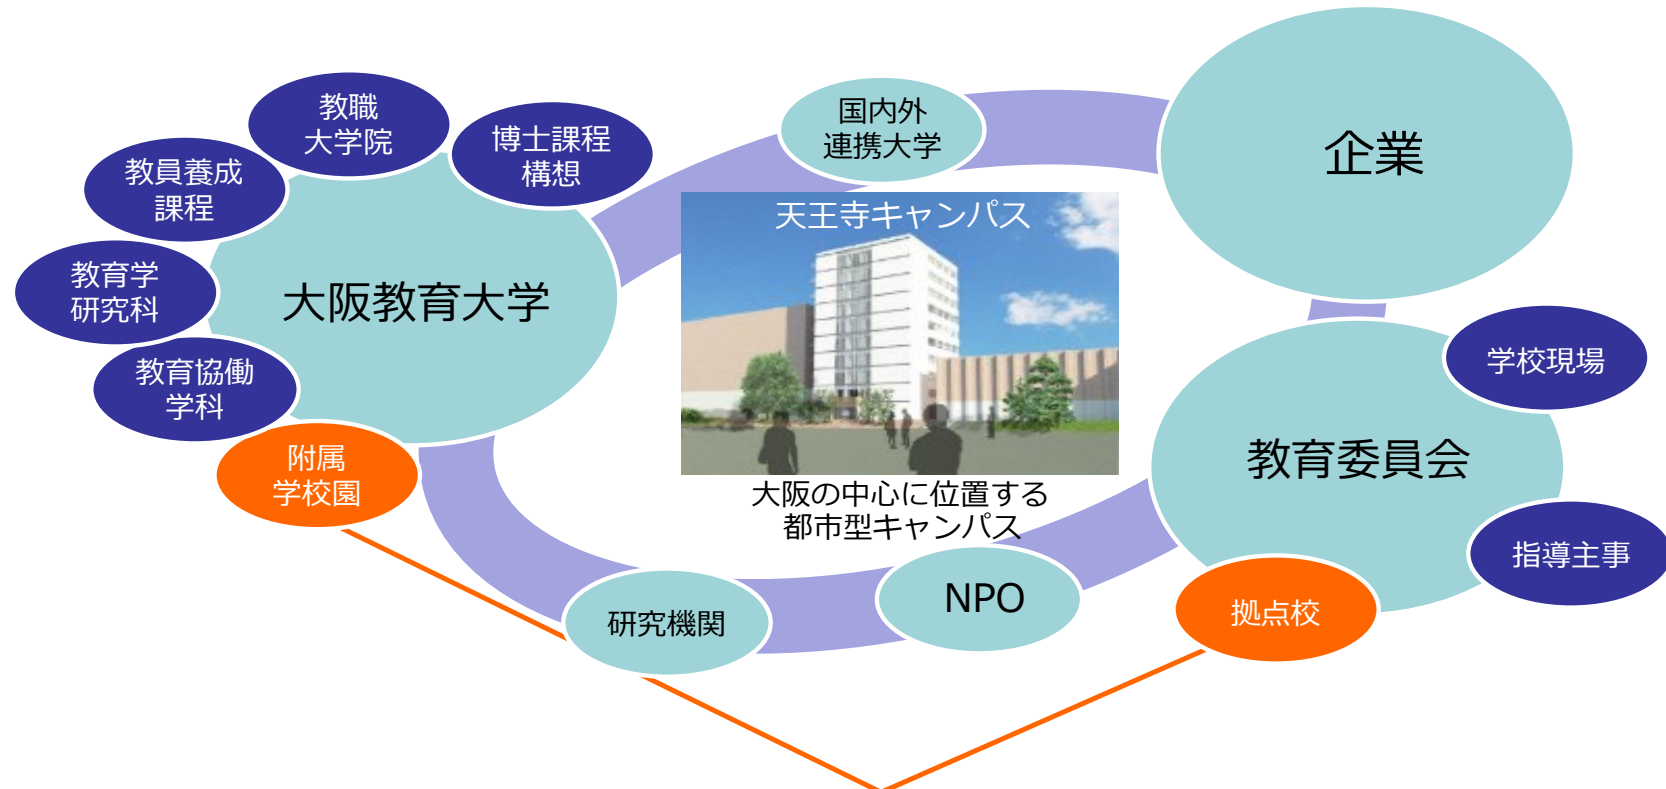 教職
大学院
博士課程
構想
教員養成
課程
教育学
研究科
教育協働
学科
附属
学校園
大阪教育大学
国内外
連携大学
企業
天王寺キャンパス
大阪の中心に位置する
都市型キャンパス
学校現場
教育委員会
指導主事
拠点校
NPO
研究機関